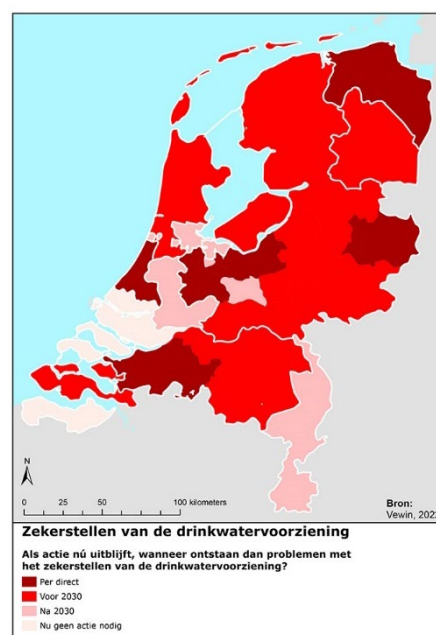 N
0 25 50 100 kilometers
Bron:
Vewin, 202
Zekerstellen van de drinkwatervoorziening
Als actie nú uitblijft, wanneer ontstaan dan problemen met
het zekerstellen van de drinkwatervoorziening?
Per direct
Voor 2030
Na 2030
Nu geen actie nodig